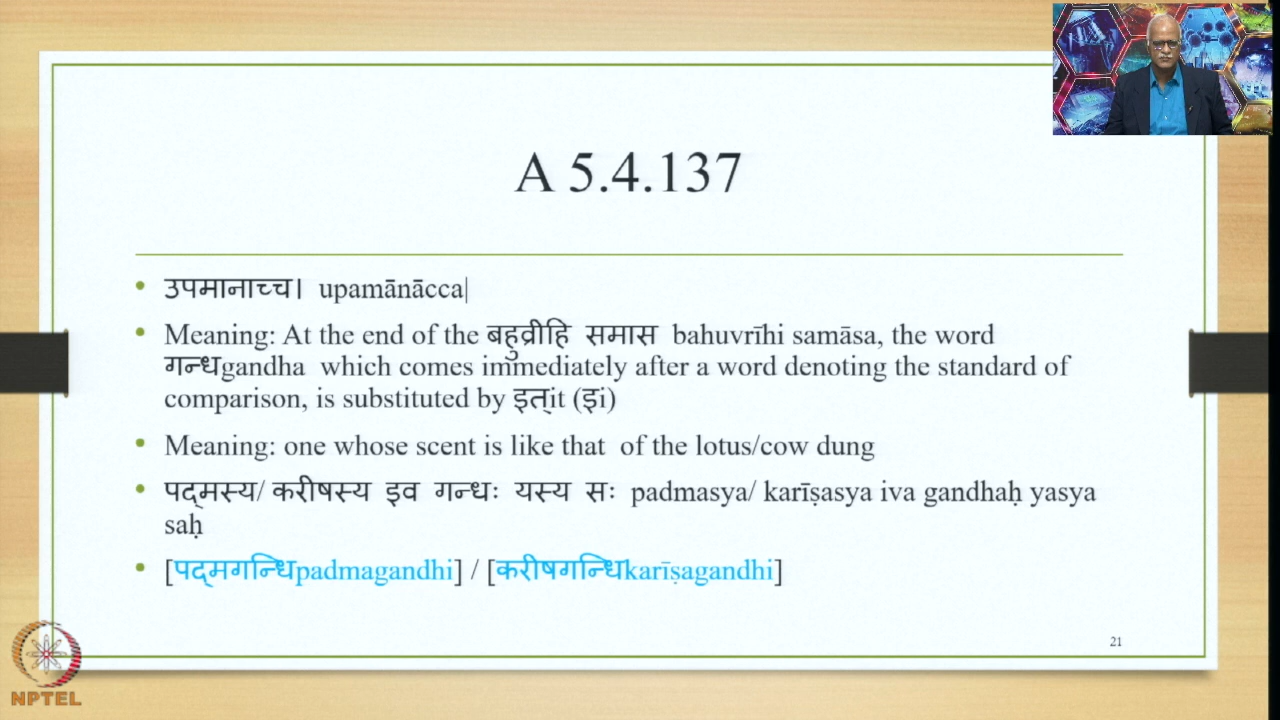 A 5.4.137
• उपमानाच्च। upamānācca|
• Meaning: At the end of the बहुव्रीहि समास bahuvrīhi samāsa, the word
गन्धgandha which comes immediately after a word denoting the standard of
comparison, is substituted by इत्it (इi)
• Meaning: one whose scent is like that of the lotus/cow dung
• पद्मस्य/ करीषस्य इव गन्धः यस्य सः padmasya/ karīṣasya iva gandhaḥ yasya
saḥ
• [पद्मगन्धिpadmagandhi] / [करीषगन्धिkarīṣagandhi]
21
NPTEL